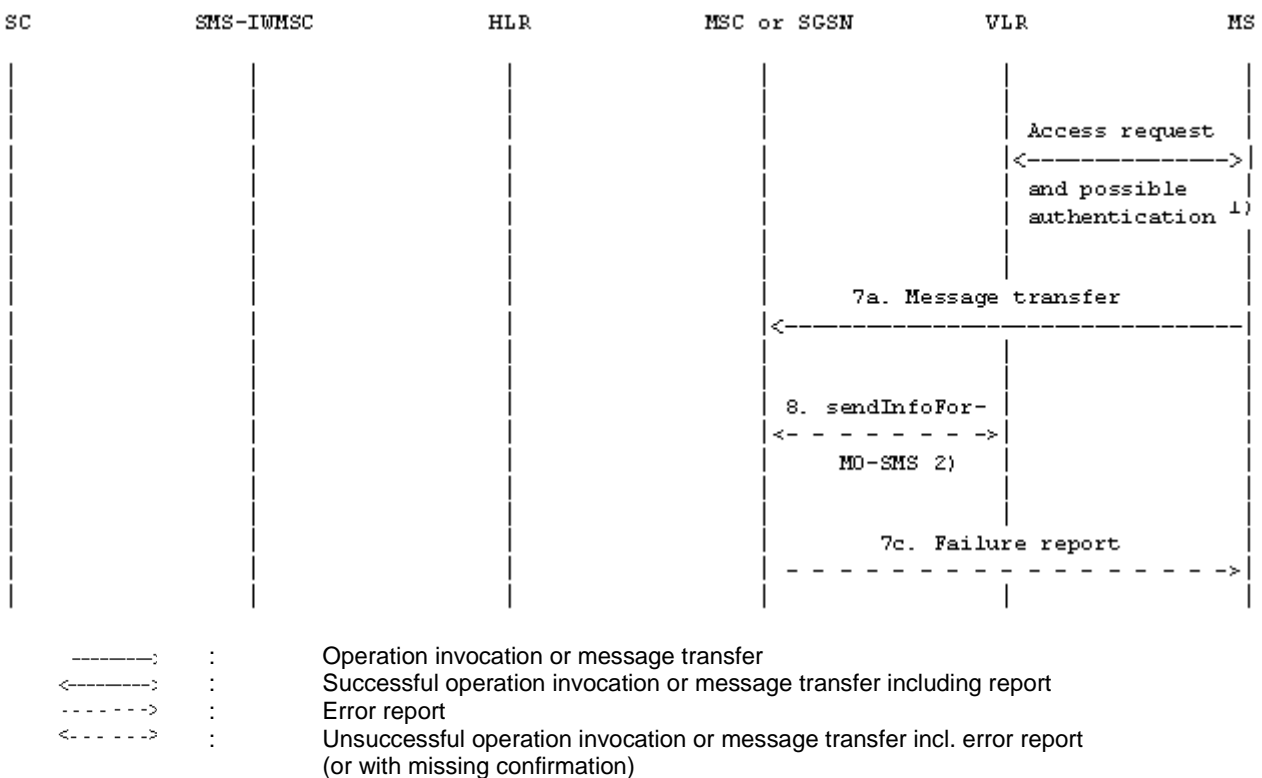 SC SMS-IWMSC HLR MSC or SGSN VLR MS
Access request
and possible
authentication 1)
7a. Message transfer
8. sendInfoFor-
MO-SMS 2)
7c. Failure report
: Operation invocation or message transfer
: Successful operation invocation or message transfer including report
: Error report
: Unsuccessful operation invocation or message transfer incl. error report
(or with missing confirmation)